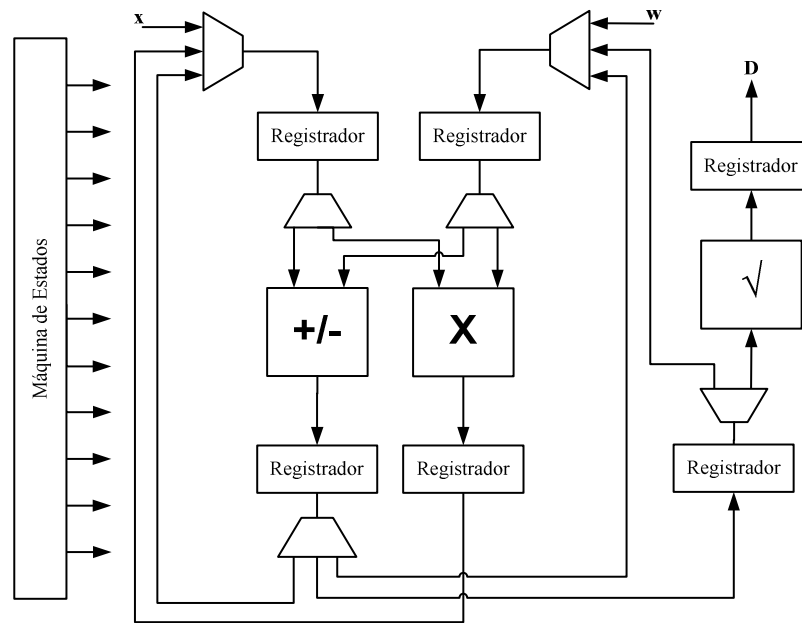 x
w
D
Registrador
Registrador
Registrador
Máquina de Estados
+/-
X
√
Registrador
Registrador
Registrador